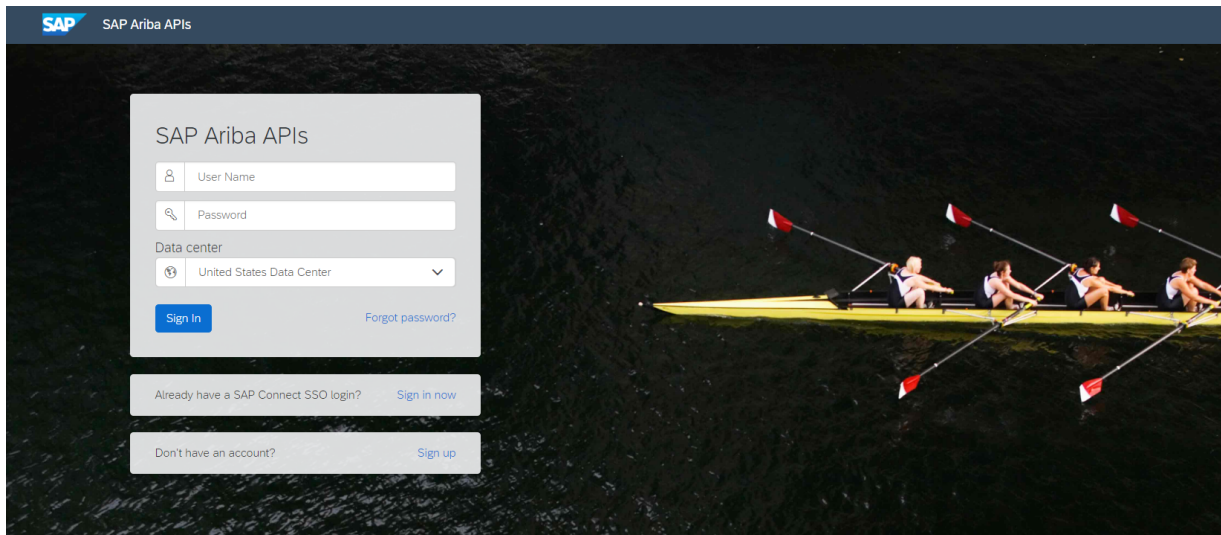 SAP SAP Ariba APIs
SAP Ariba APIs
User Name
Password
Data center
United States Data Center
Sign In Forgot password?
Already have a SAP Connect SSO login? Sign in now
Don't have an account? Sign up